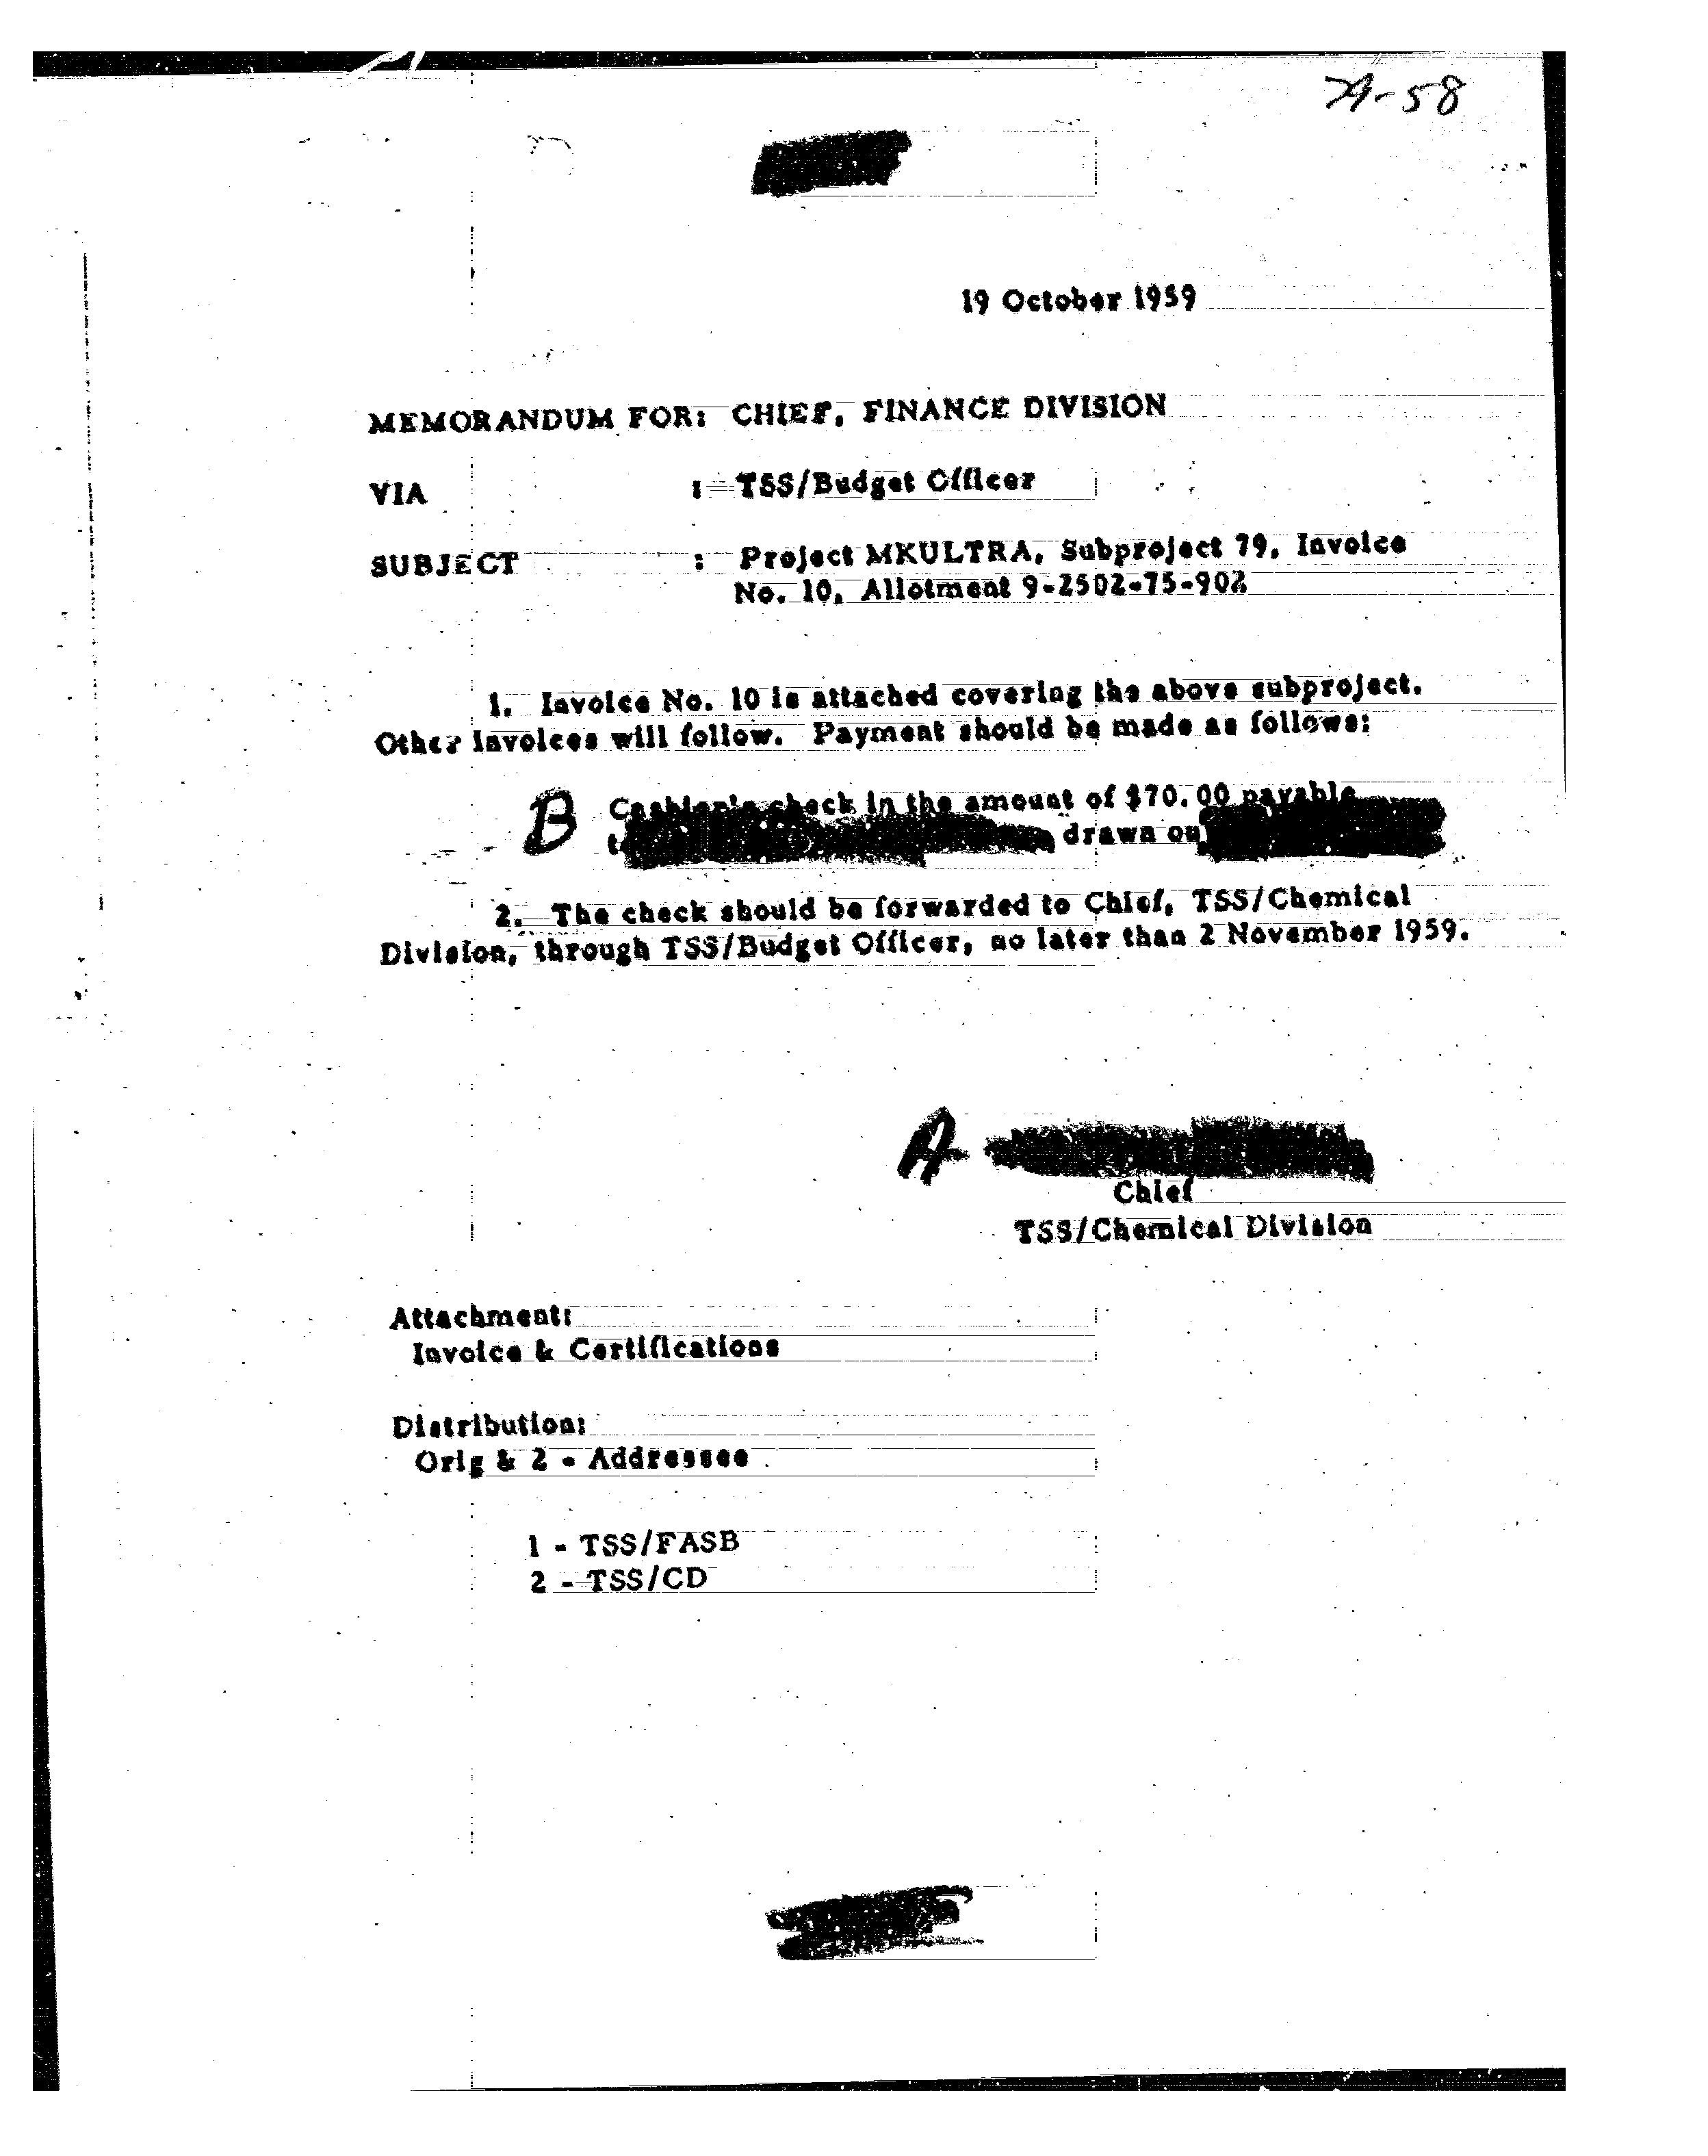 79-58
19 October 1959
MEMORANDUM FOR: CHIEF, FINANCE DIVISION
VIA : TSS/Budget Officer
SUBJECT : Project MKULTRA, Subproject 79, Invoice
No. 10, Allotment 9-2502-75-902
1. Invoice No. 10 is attached covering the above subproject.
Other invoices will follow. Payment should be made as follows:
B Cashier's check in the amount of $70.00 payable
drawn on
2. The check should be forwarded to Chief, TSS/Chemical
Division, through TSS/Budget Officer, no later than 2 November 1959.
A
Chief
TSS/Chemical Division
Attachment:
Invoice & Certifications
Distribution:
Orig & 2 - Addressee
1 - TSS/FASB
2 - TSS/CD